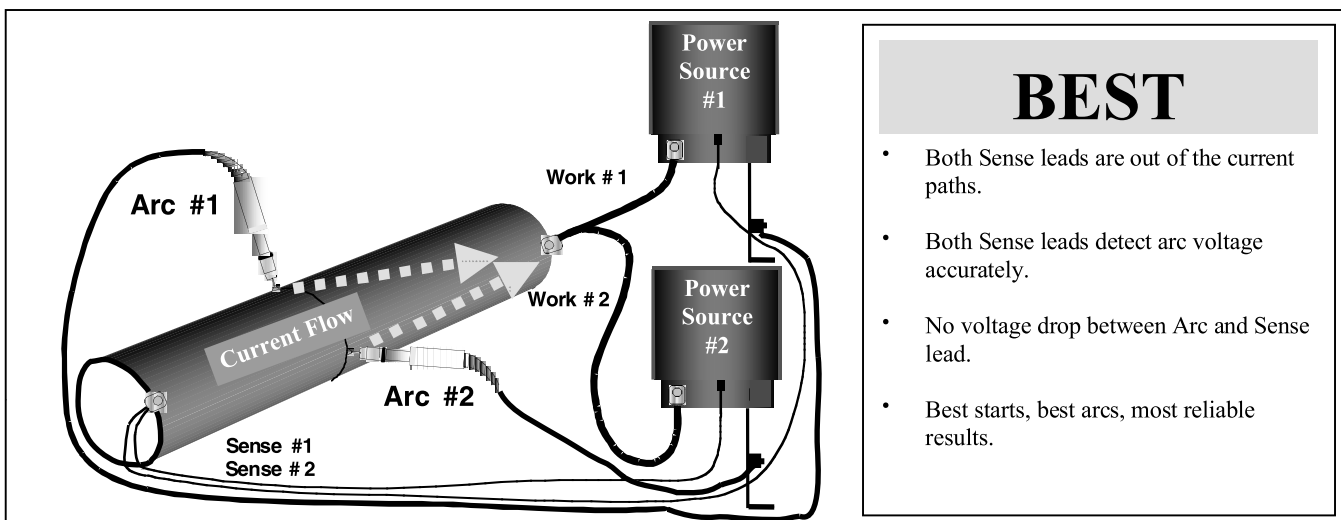 Power
Source
#1
Work # 1
Arc #1
Work # 2
Power
Source
#2
Current Flow
Arc #2
Sense #1
Sense # 2
BEST
• Both Sense leads are out of the current
paths.
• Both Sense leads detect arc voltage
accurately.
• No voltage drop between Arc and Sense
lead.
• Best starts, best arcs, most reliable
results.